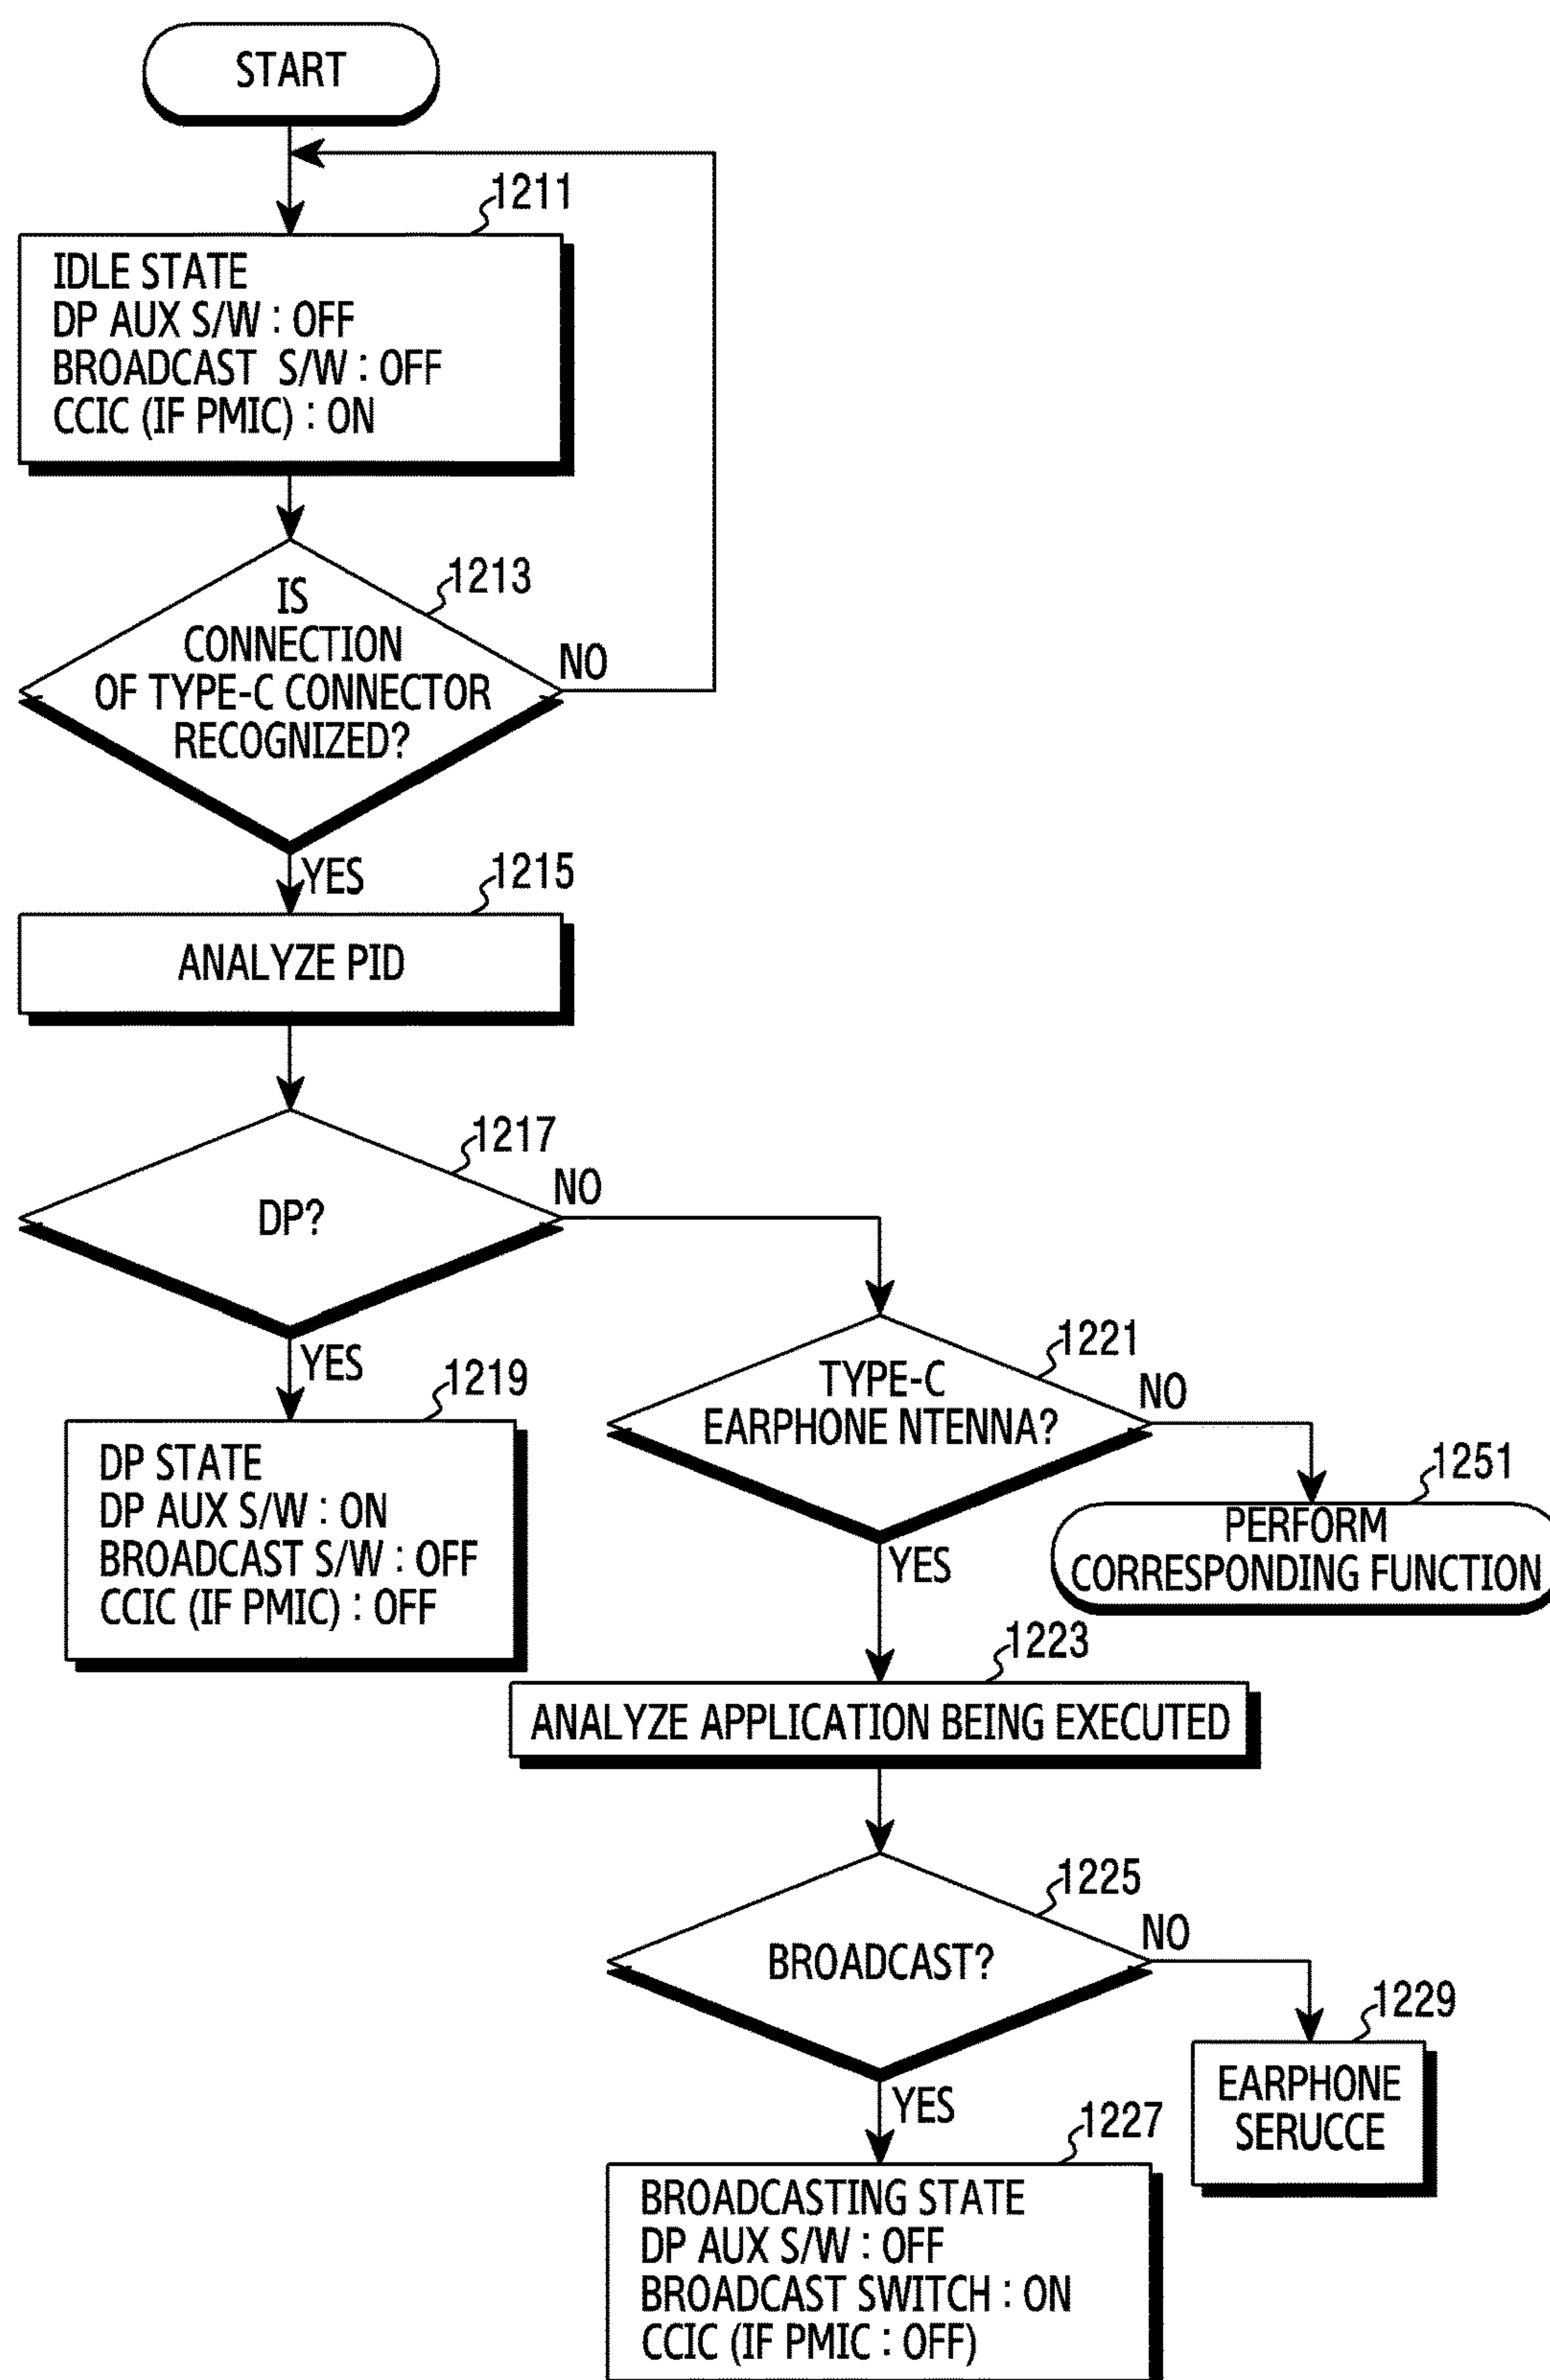 START
1211
IDLE STATE
DP AUX S/W : OFF
BROADCAST S/W : OFF
CCIC (IF PMIC) : ON
1213
IS
CONNECTION
OF TYPE-C CONNECTOR
RECOGNIZED?
NO
YES
1215
ANALYZE PID
1217
DP?
NO
YES
1219
DP STATE
DP AUX S/W : ON
BROADCAST S/W : OFF
CCIC (IF PMIC) : OFF
1221
TYPE-C
EARPHONE NTENNA?
NO
YES
1251
PERFORM
CORRESPONDING FUNCTION
1223
ANALYZE APPLICATION BEING EXECUTED
1225
BROADCAST?
NO
YES
1229
EARPHONE
SERUCCE
1227
BROADCASTING STATE
DP AUX S/W : OFF
BROADCAST SWITCH : ON
CCIC (IF PMIC : OFF)